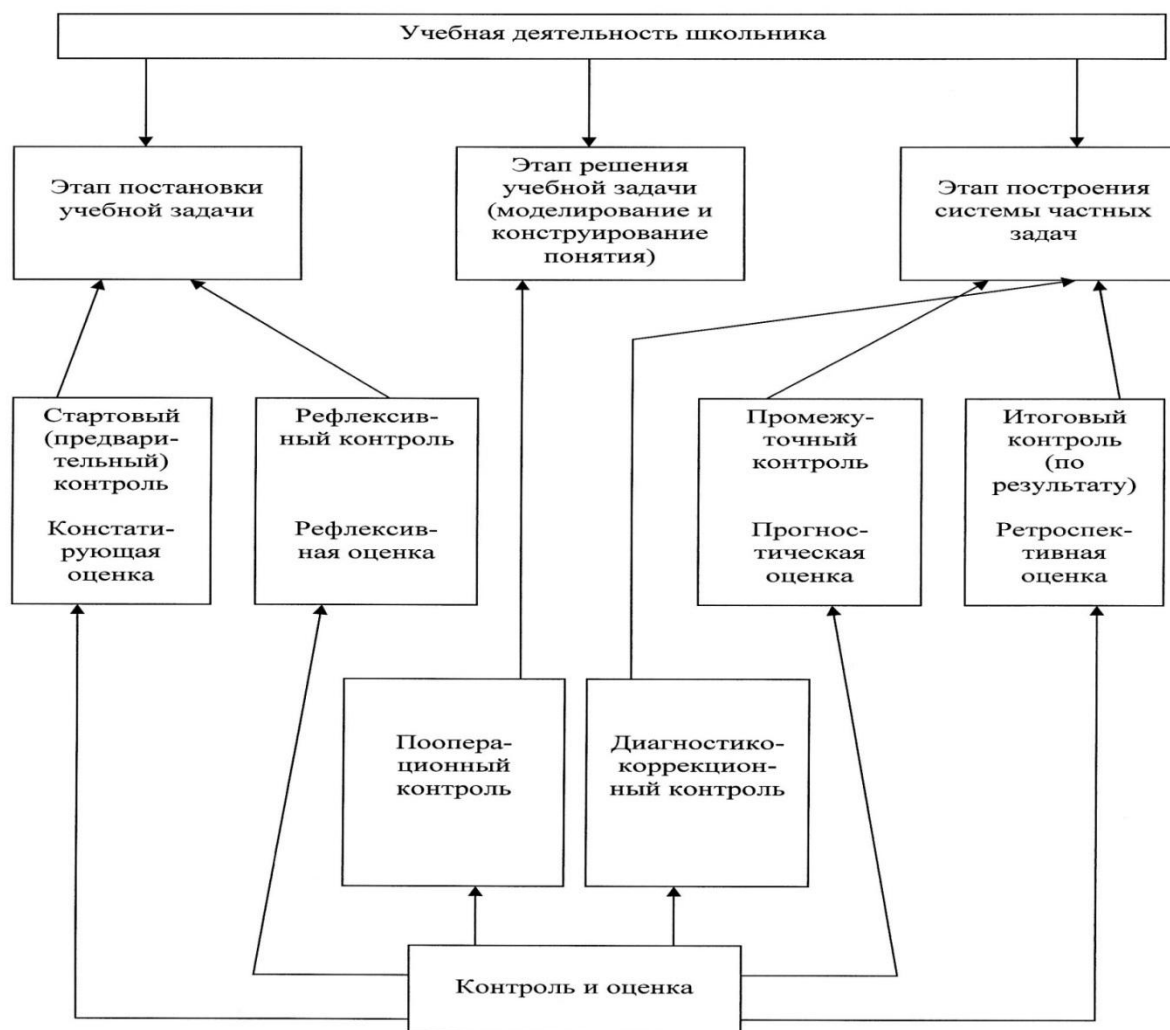 Учебная деятельность школьника
Этап постановки
учебной задачи
Этап решения
учебной задачи
(моделирование и
конструирование
понятия)
Этап построения
системы частных
задач
Стартовый
(предвари-
тельный)
контроль
Констати-
рующая
оценка
Рефлексив-
ный контроль
Рефлексив-
ная оценка
Промежу-
точный
контроль
Прогнос-
тическая
оценка
Итоговый
контроль
(по
результату)
Ретроспек-
тивная
оценка
Поопера-
ционный
контроль
Диагностико-
коррекцион-
ный контроль
Контроль и оценка